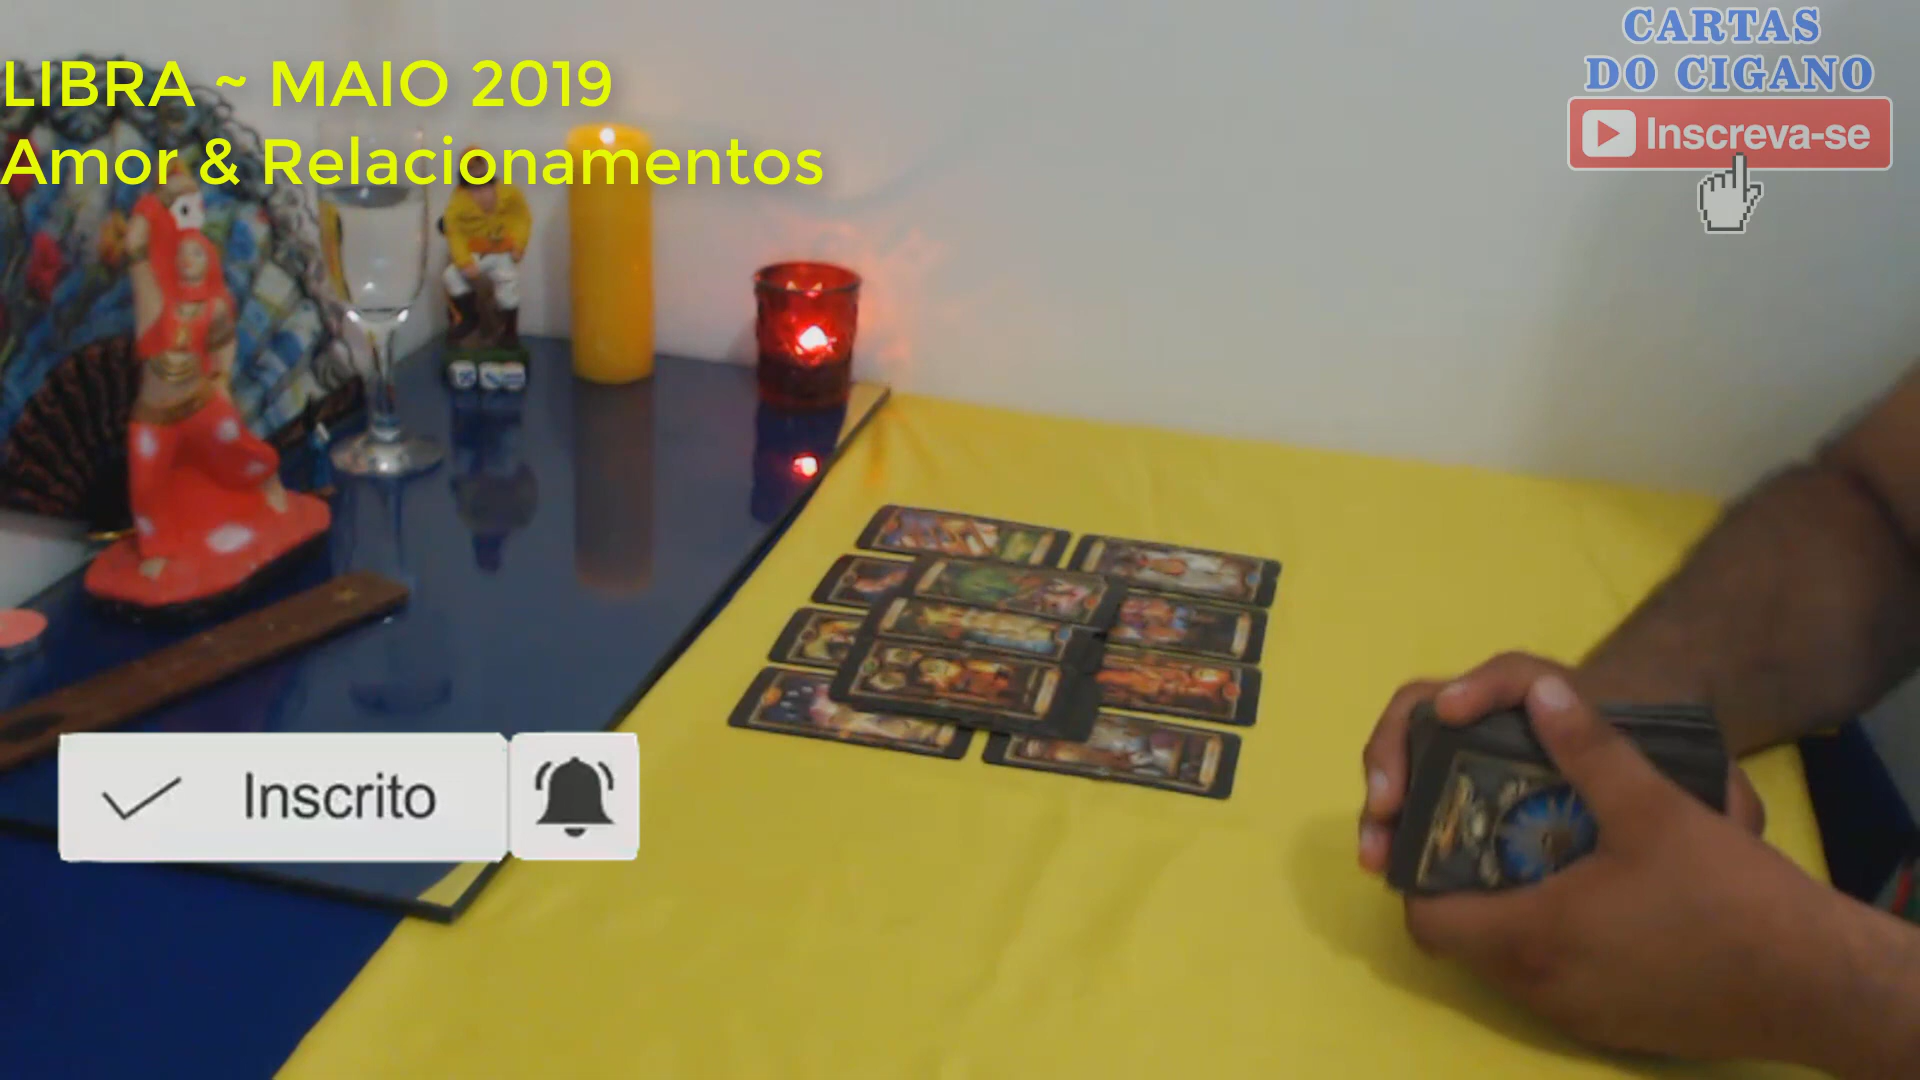 LIBRA ~ MAIO 2019
Amor & Relacionamentos
CARTAS
DO CIGANO
Inscreva-se
Inscrito